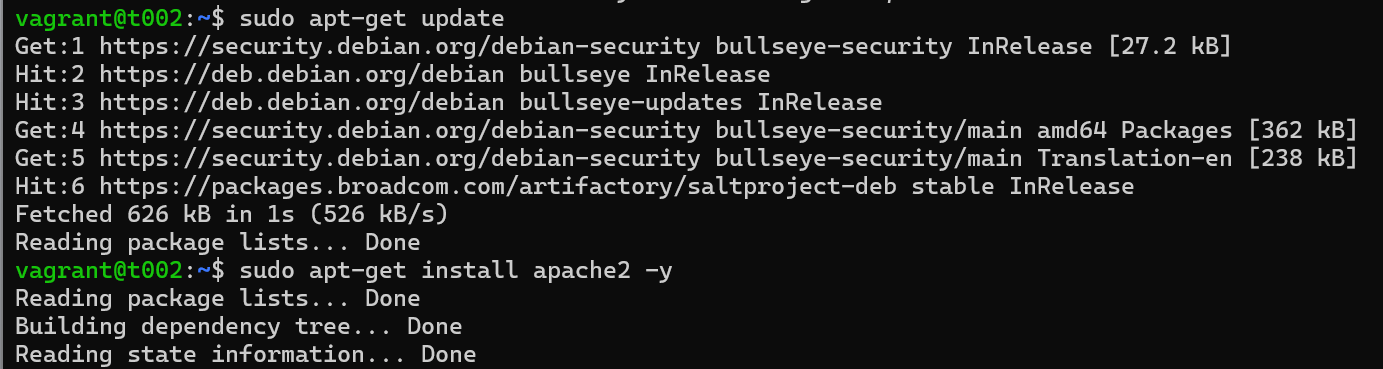 vagrant@t002:~$ sudo apt-get update
Get:1 https://security.debian.org/debian-security bullseye-security InRelease [27.2 kB]
Hit:2 https://deb.debian.org/debian bullseye InRelease
Hit:3 https://deb.debian.org/debian bullseye-updates InRelease
Get:4 https://security.debian.org/debian-security bullseye-security/main amd64 Packages [362 kB]
Get:5 https://security.debian.org/debian-security bullseye-security/main Translation-en [238 kB]
Hit:6 https://packages.broadcom.com/artifactory/saltproject-deb stable InRelease
Fetched 626 kB in 1s (526 kB/s)
Reading package lists... Done
vagrant@t002:~$ sudo apt-get install apache2 -y
Reading package lists... Done
Building dependency tree... Done
Reading state information... Done